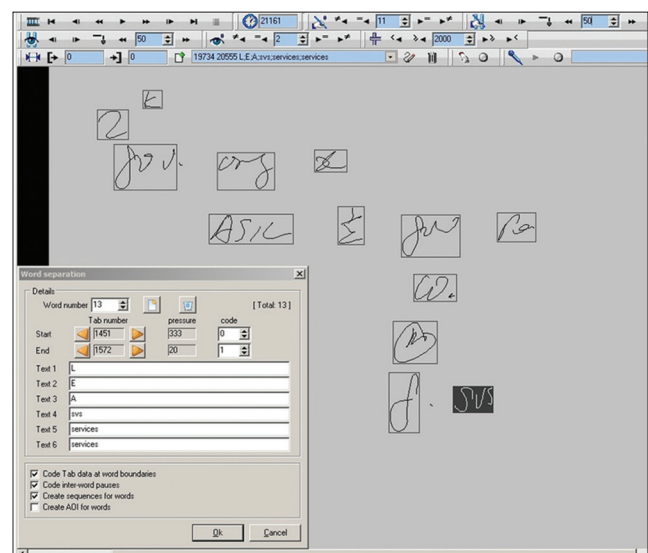 21161 11 50
50 2 2000
0 0 19734 20555 L;E;A;svs;services;services
gov. org
ASIC
W.
svs
Word separation
Details
Word number 13 [Total: 13]
Tab number pressure code
Start 1451 333 0
End 1572 20 1
Text 1 L
Text 2 E
Text 3 A
Text 4 svs
Text 5 services
Text 6 services
Code Tab data at word boundaries
Code inter-word pauses
Create sequences for words
Create AOI for words
Ok Cancel